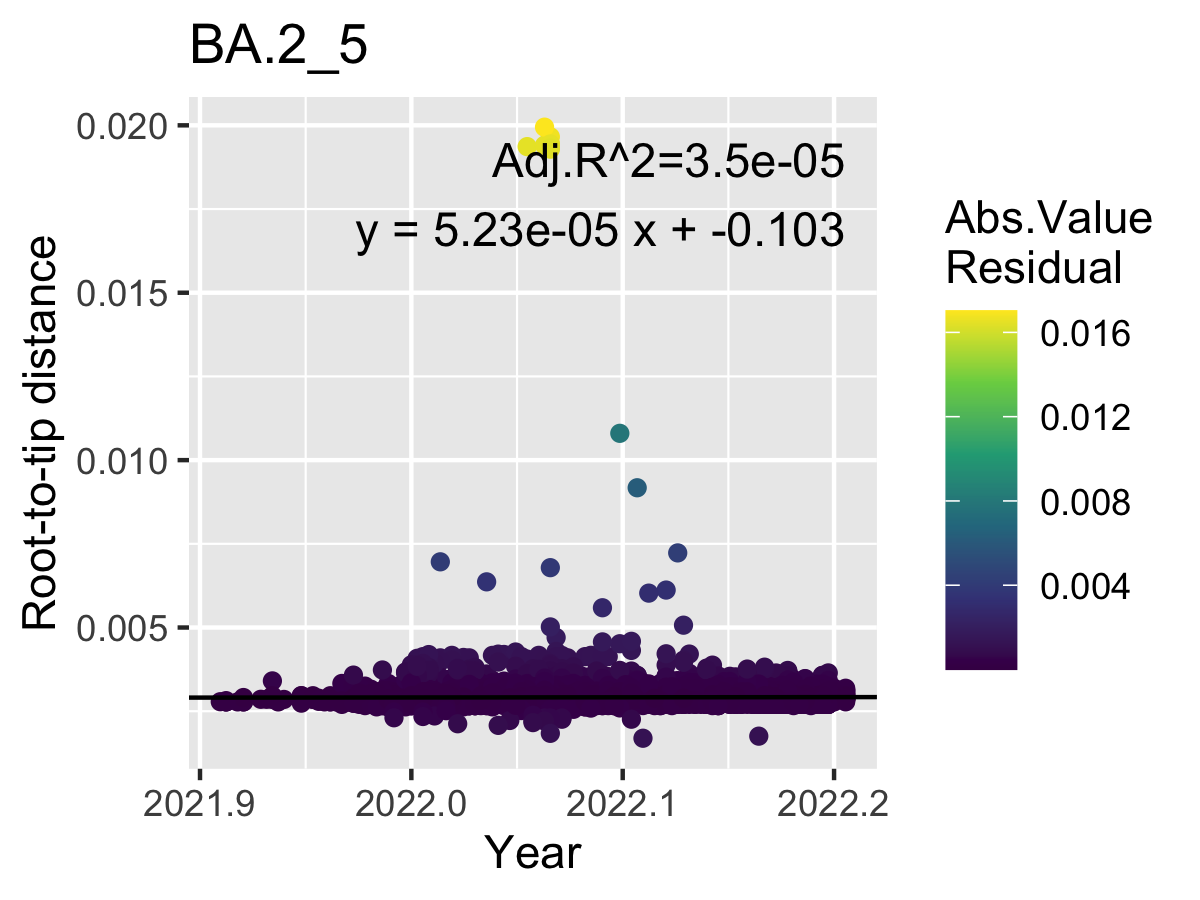 BA.2_5
0.020
0.015
0.010
0.005
Root-to-tip distance
Adj.R^2=3.5e-05
y = 5.23e-05 x + -0.103
2021.9 2022.0 2022.1 2022.2
Year
Abs.Value
Residual
0.016
0.012
0.008
0.004